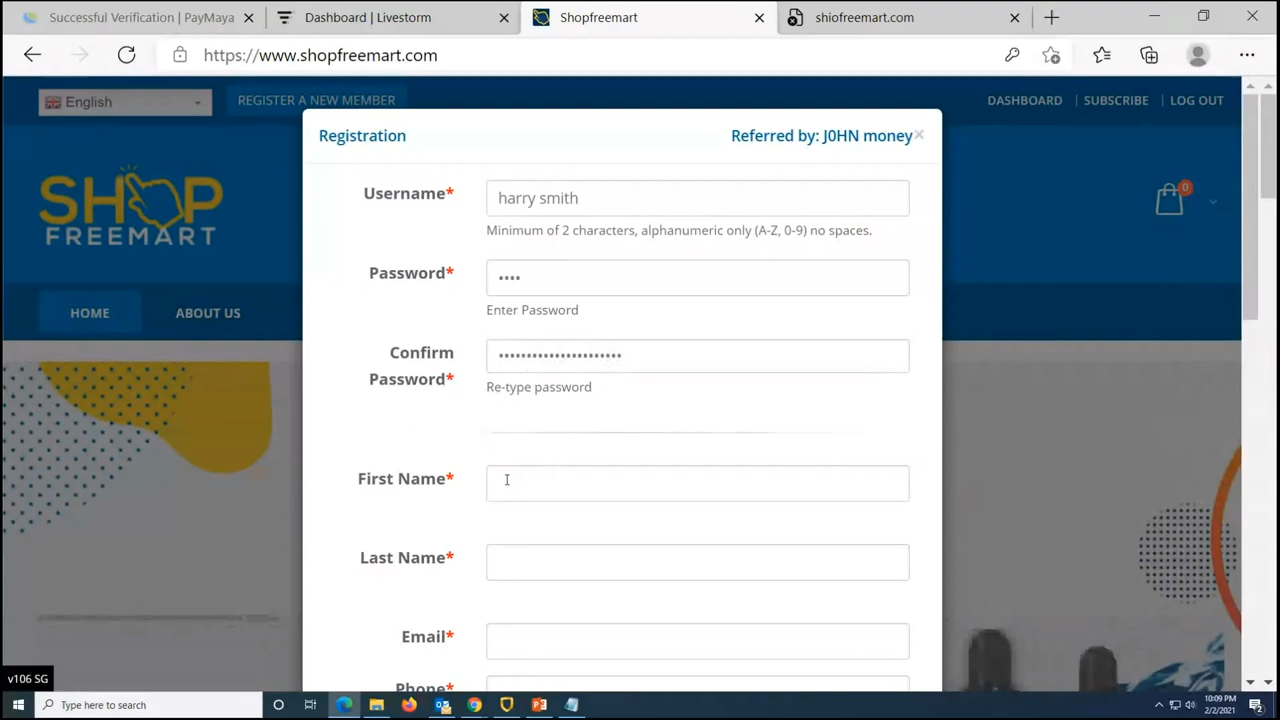 Successful Verification | PayMaya
Dashboard | Livestorm
Shopfreemart
shiofreemart.com
https://www.shopfreemart.com
English
REGISTER A NEW MEMBER
DASHBOARD | SUBSCRIBE | LOG OUT
Registration
Referred by: J0HN money
SHOP
FREEMART
0
Username*
harry smith
Minimum of 2 characters, alphanumeric only (A-Z, 0-9) no spaces.
Password*
••••
Enter Password
HOME
ABOUT US
Confirm
Password*
••••••••••••••••••••••
Re-type password
First Name*
Last Name*
Email*
Phone*
v106 SG
Type here to search
10:09 PM
2/2/2021
2